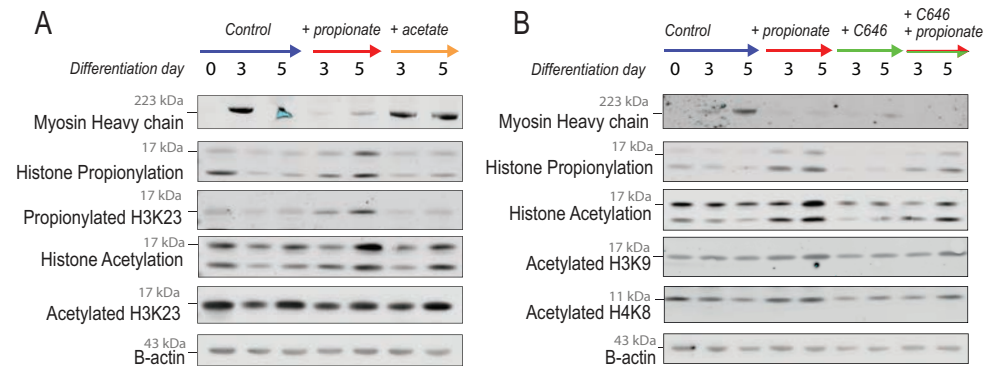 A
Control + propionate + acetate
Differentiation day 0 3 5 3 5 3 5
223 kDa
Myosin Heavy chain
17 kDa
Histone Propionylation
17 kDa
Propionylated H3K23
17 kDa
Histone Acetylation
17 kDa
Acetylated H3K23
43 kDa
B-actin
B
+ C646
Control + propionate + C646 + propionate
Differentiation day 0 3 5 3 5 3 5 3 5
223 kDa
Myosin Heavy chain
17 kDa
Histone Propionylation
17 kDa
Histone Acetylation
17 kDa
Acetylated H3K9
11 kDa
Acetylated H4K8
43 kDa
B-actin